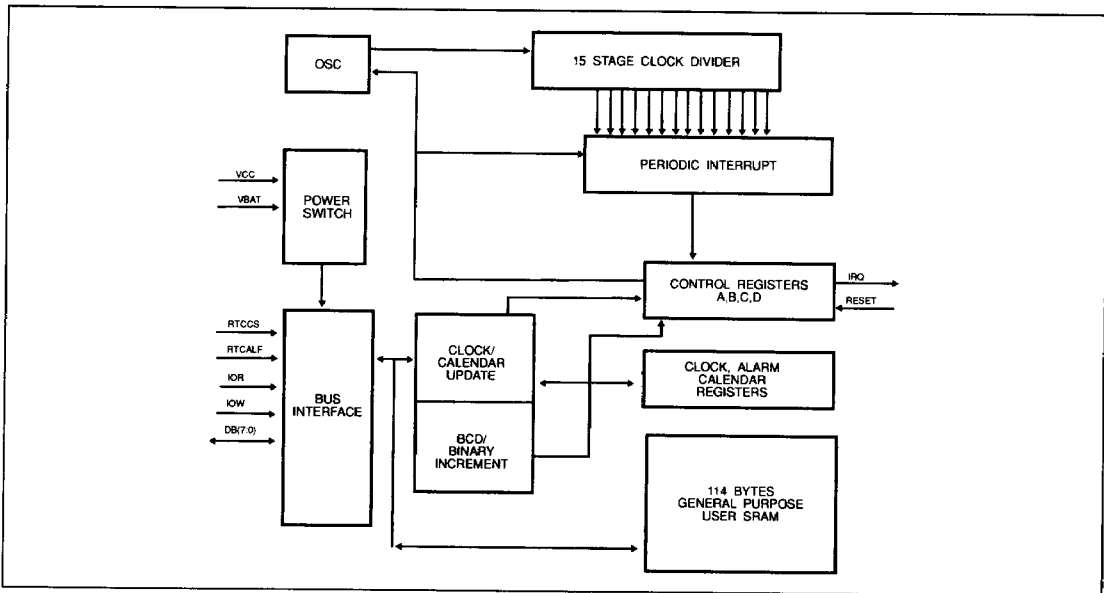 OSC
15 STAGE CLOCK DIVIDER
PERIODIC INTERRUPT
VCC
VBAT
POWER
SWITCH
CONTROL REGISTERS
A,B,C,D
IRQ
RESET
RTCCS
RTCALF
IOR
IOW
DB(7:0)
BUS
INTERFACE
CLOCK/
CALENDAR
UPDATE
BCD/
BINARY
INCREMENT
CLOCK, ALARM
CALENDAR
REGISTERS
114 BYTES
GENERAL PURPOSE
USER SRAM